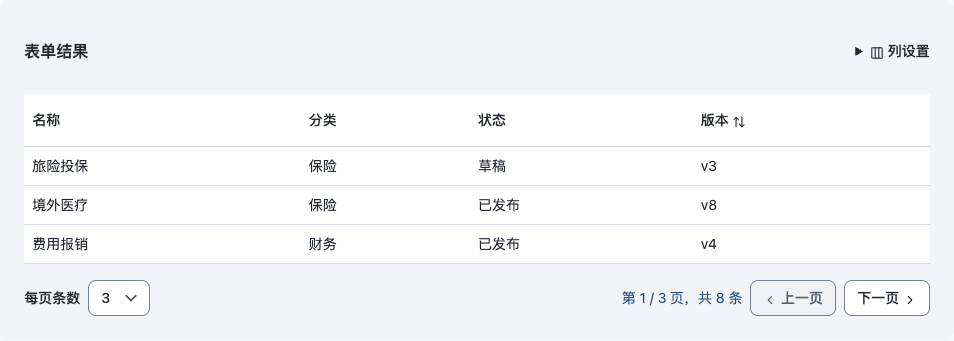 表单结果
列设置
名称 分类 状态 版本
旅险投保 保险 草稿 v3
境外医疗 保险 已发布 v8
费用报销 财务 已发布 v4
每页条数 3 第 1 / 3 页，共 8 条 ‹ 上一页 下一页 ›